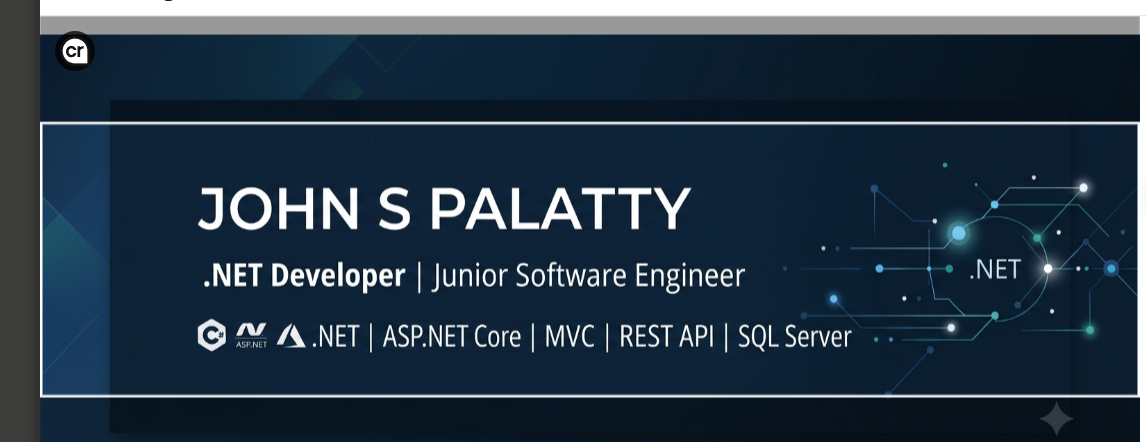 cr
JOHN S PALATTY
.NET Developer | Junior Software Engineer
C# ASP.NET .NET | ASP.NET Core | MVC | REST API | SQL Server
.NET